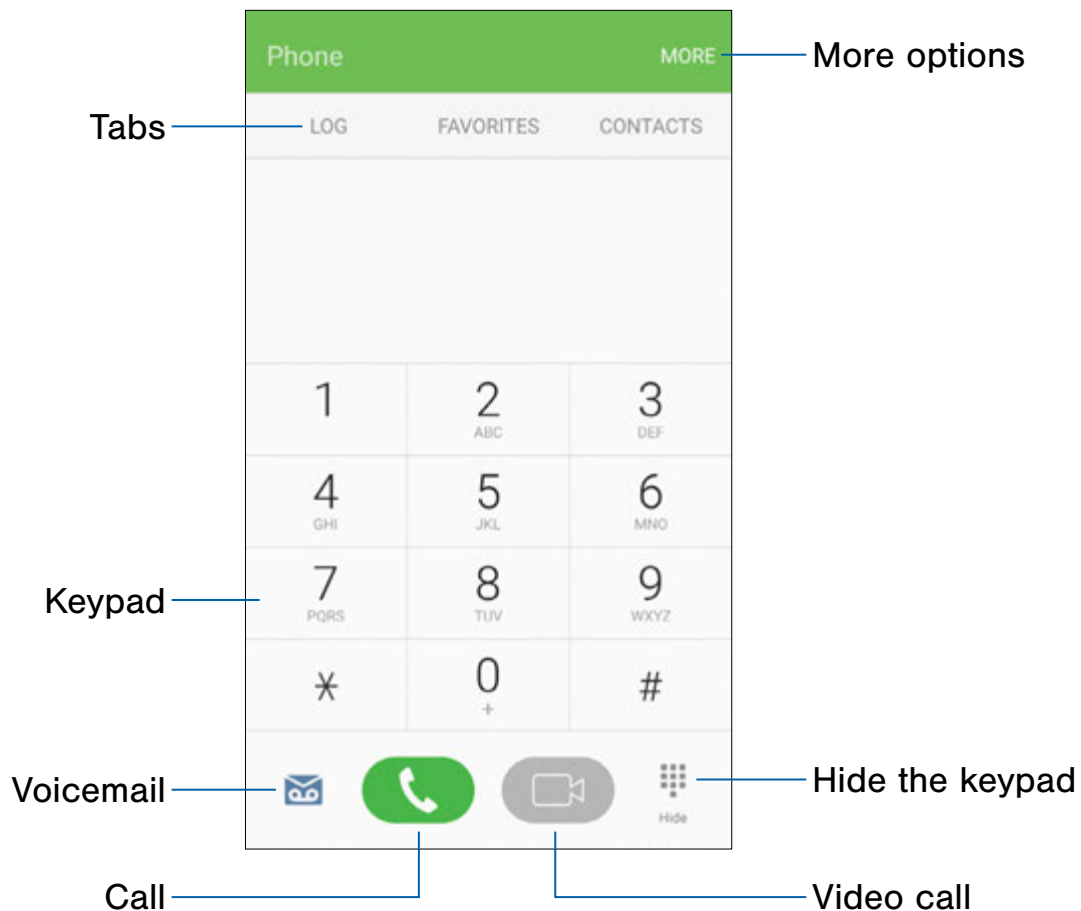 Phone MORE More options
Tabs LOG FAVORITES CONTACTS
1 2 3
ABC DEF
4 5 6
GHI JKL MNO
Keypad 7 8 9
PQRS TUV WXYZ
* 0 #
+
Voicemail Hide the keypad
Hide
Call Video call